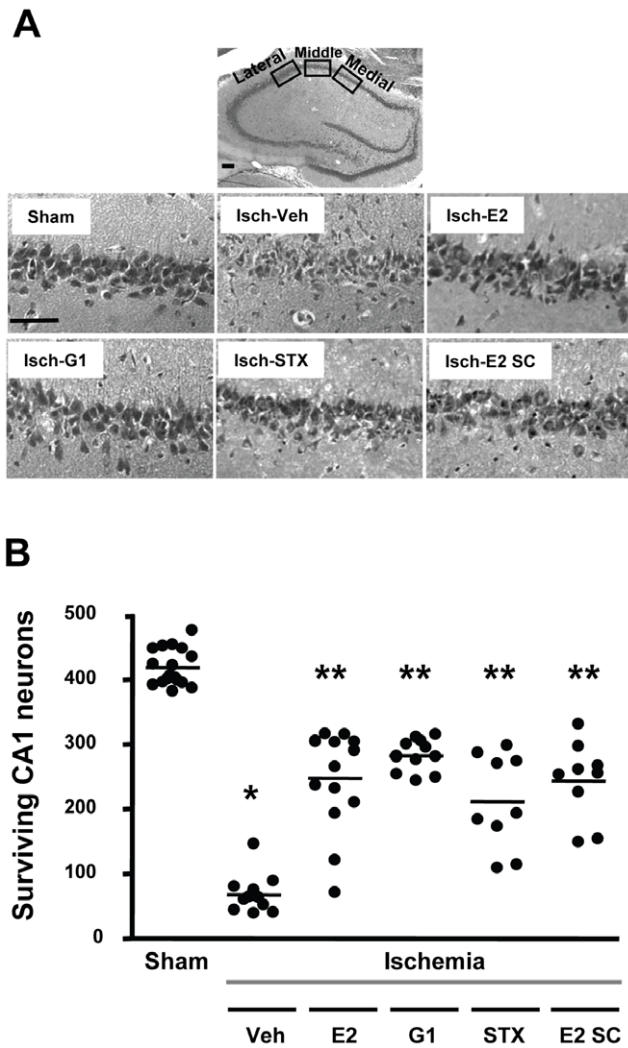 A
Lateral Middle Medial
Sham Isch-Veh Isch-E2
Isch-G1 Isch-STX Isch-E2 SC
B
Surviving CA1 neurons
500
400
300
200
100
0
* ** ** ** **
Sham Ischemia
Veh E2 G1 STX E2 SC